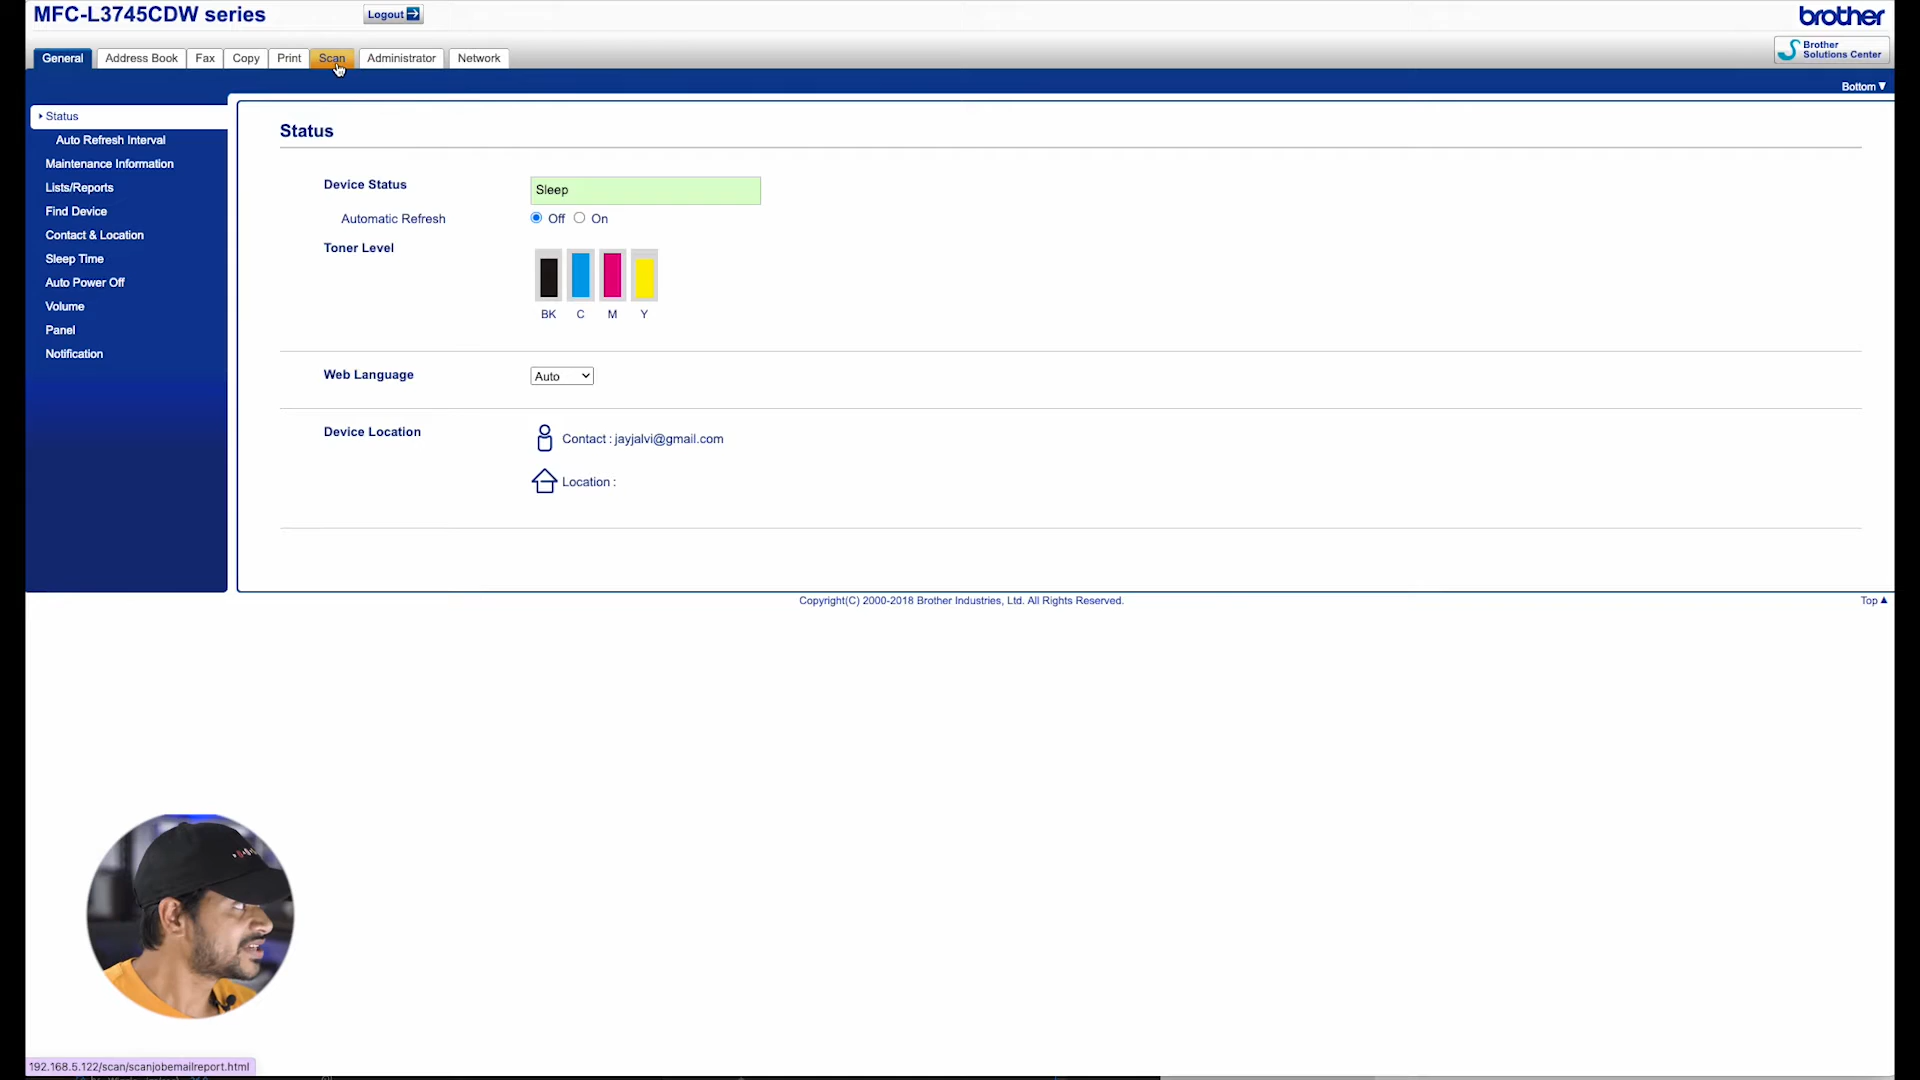 MFC-L3745CDW series
Logout
brother
General
Address Book
Fax
Copy
Print
Scan
Administrator
Network
Brother
Solutions Center
Bottom▼
Status
Auto Refresh Interval
Maintenance Information
Lists/Reports
Find Device
Contact & Location
Sleep Time
Auto Power Off
Volume
Panel
Notification
Status
Device Status
Sleep
Automatic Refresh
Off On
Toner Level
BK C M Y
Web Language
Auto
Device Location
Contact : jayjalvi@gmail.com
Location :
Copyright(C) 2000-2018 Brother Industries, Ltd. All Rights Reserved.
Top▲
192.168.5.122/scan/scanjobemailreport.html